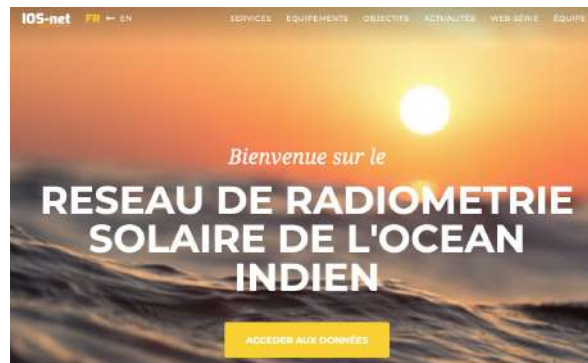 IOS-net FR ← EN SERVICES EQUIPEMENTS OBJECTIFS ACTUALITÉS WEB-SÉRIE ÉQUIPE
Bienvenue sur le
RESEAU DE RADIOMETRIE
SOLAIRE DE L'OCEAN
INDIEN
ACCEDER AUX DONNÉES